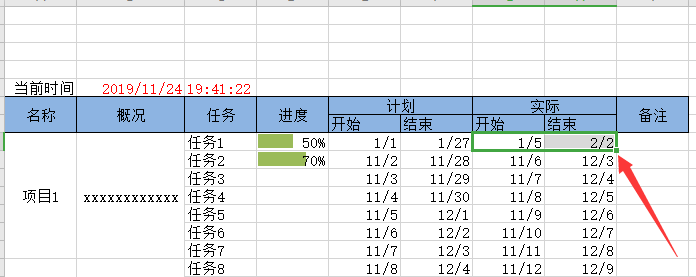 当前时间 2019/11/24 19:41:22
名称 概况 任务 进度 计划 实际 备注
开始 结束 开始 结束
任务1 50% 1/1 1/27 1/5 2/2
任务2 70% 11/2 11/28 11/6 12/3
任务3 11/3 11/29 11/7 12/4
项目1 xxxxxxxxxxxx 任务4 11/4 11/30 11/8 12/5
任务5 11/5 12/1 11/9 12/6
任务6 11/6 12/2 11/10 12/7
任务7 11/7 12/3 11/11 12/8
任务8 11/8 12/4 11/12 12/9